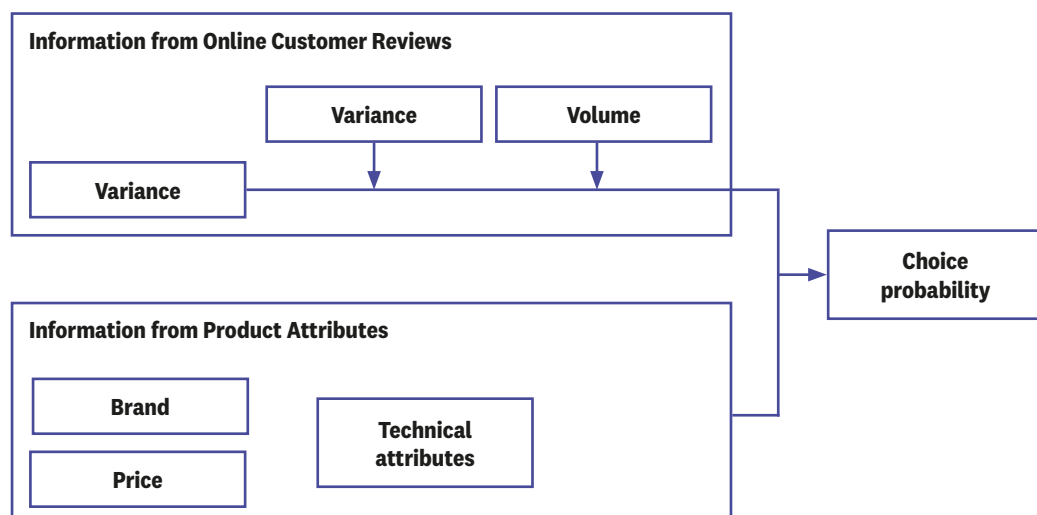 Information from Online Customer Reviews
Variance
Volume
Variance
Choice
probability
Information from Product Attributes
Brand
Technical
attributes
Price